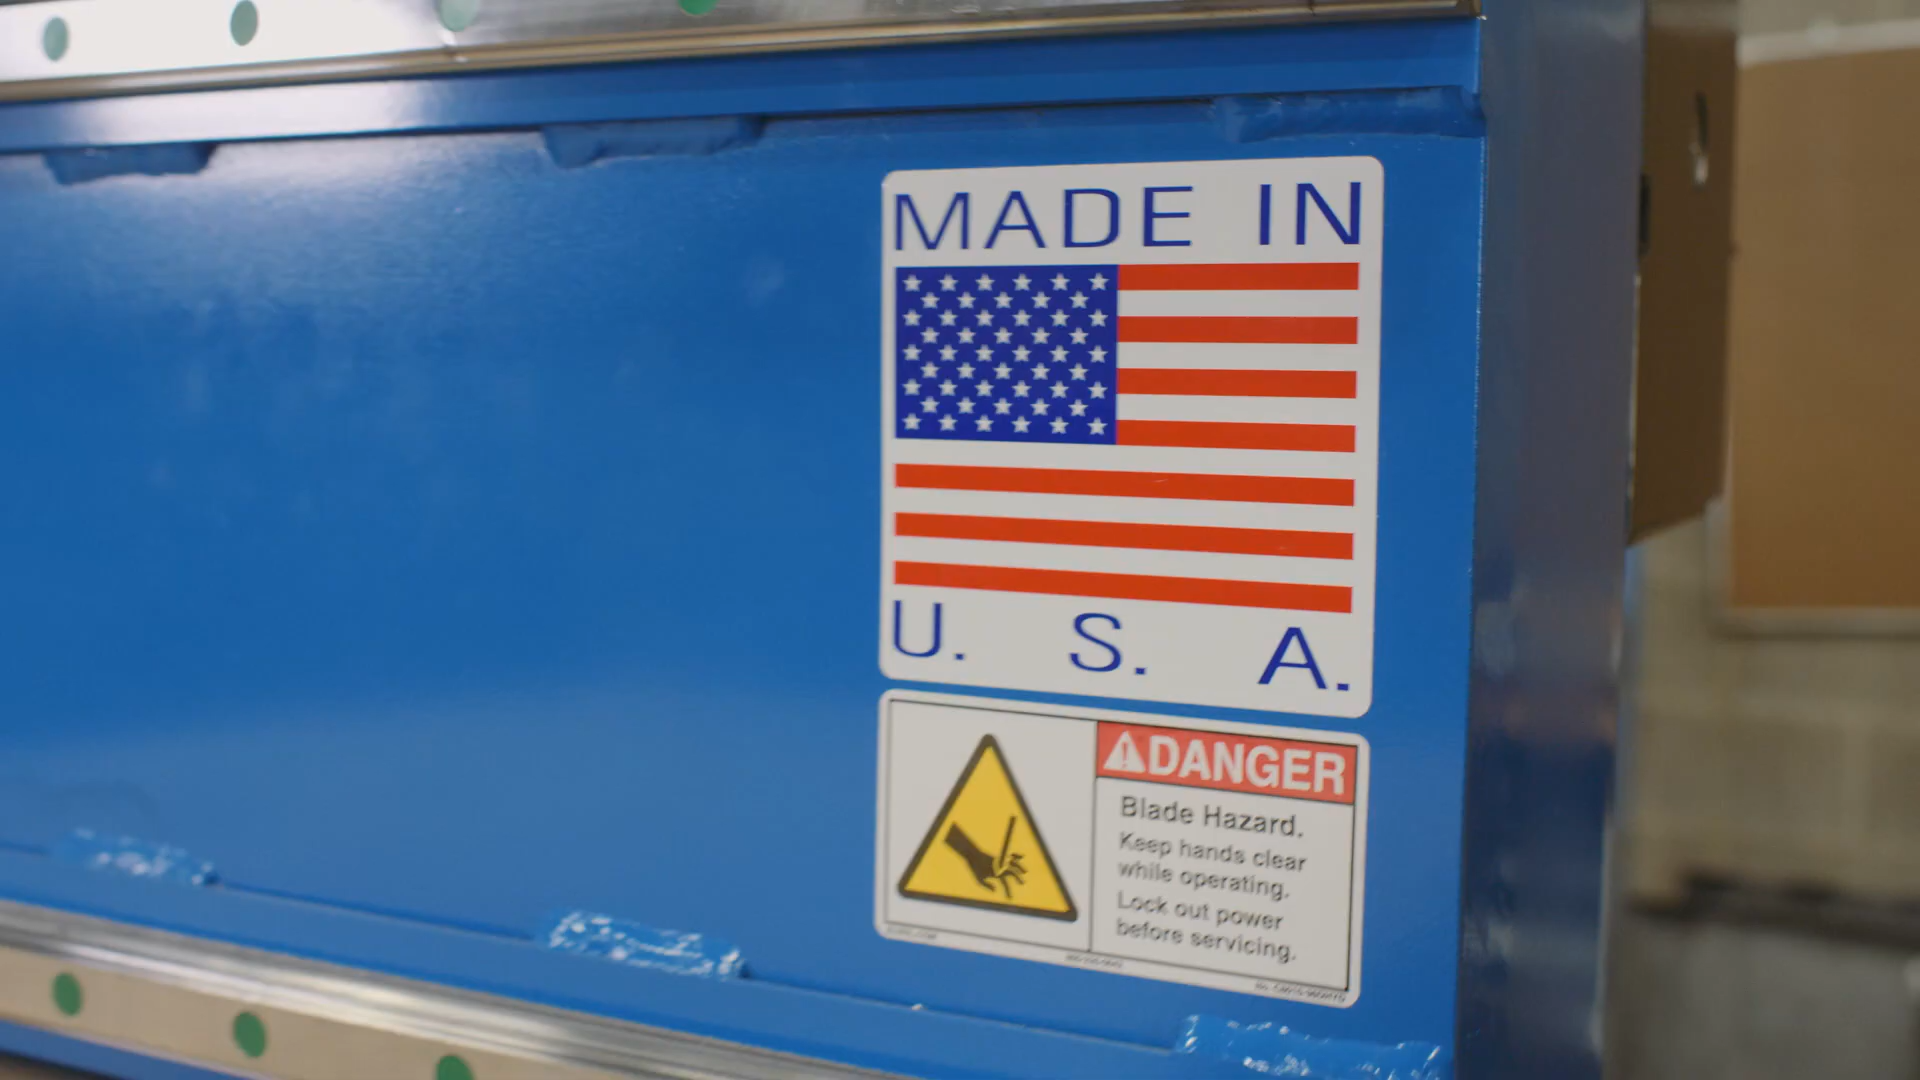 MADE IN
U. S. A.
DANGER
Blade Hazard.
Keep hands clear
while operating.
Lock out power
before servicing.